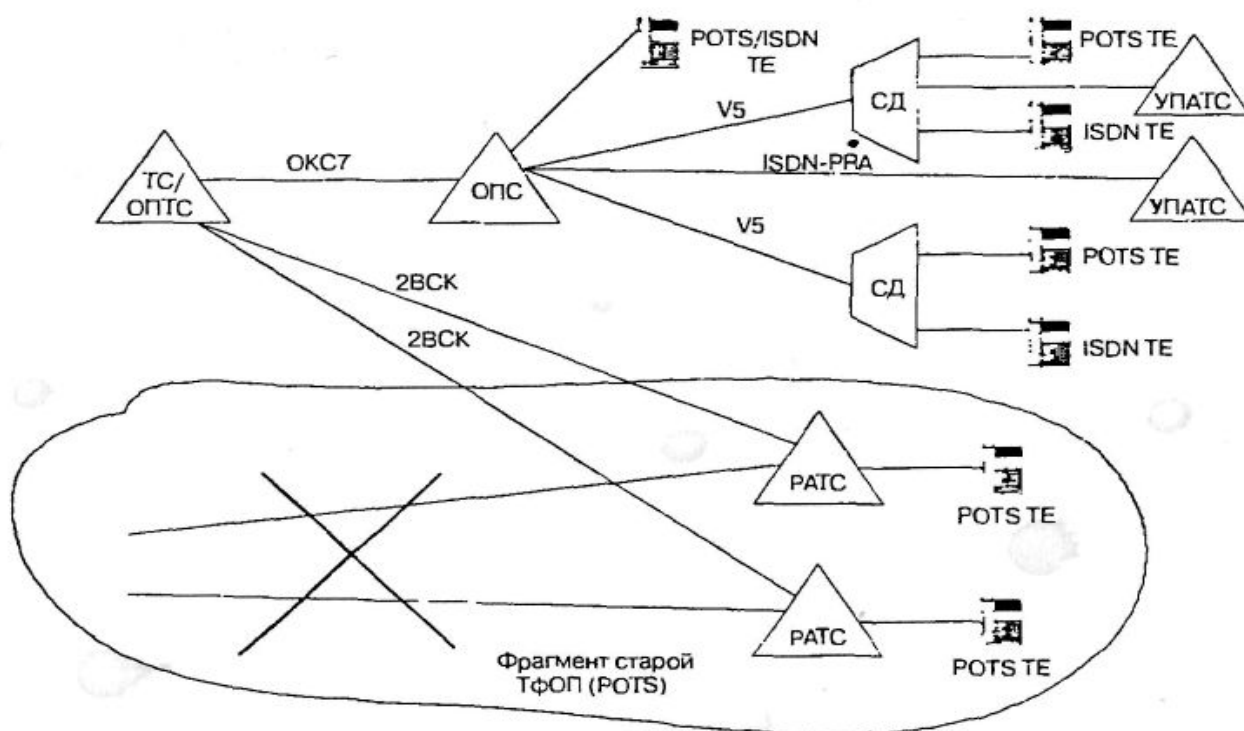 POTS/ISDN
TE
POTS TE
СД
УПАТС
V5
ISDN TE
ОКС7
ISDN-PRA
ТС/
ОПТС
ОПС
УПАТС
V5
POTS TE
СД
2ВСК
2ВСК
ISDN TE
РАТС
POTS TE
РАТС
POTS TE
Фрагмент старой
ТфОП (POTS)